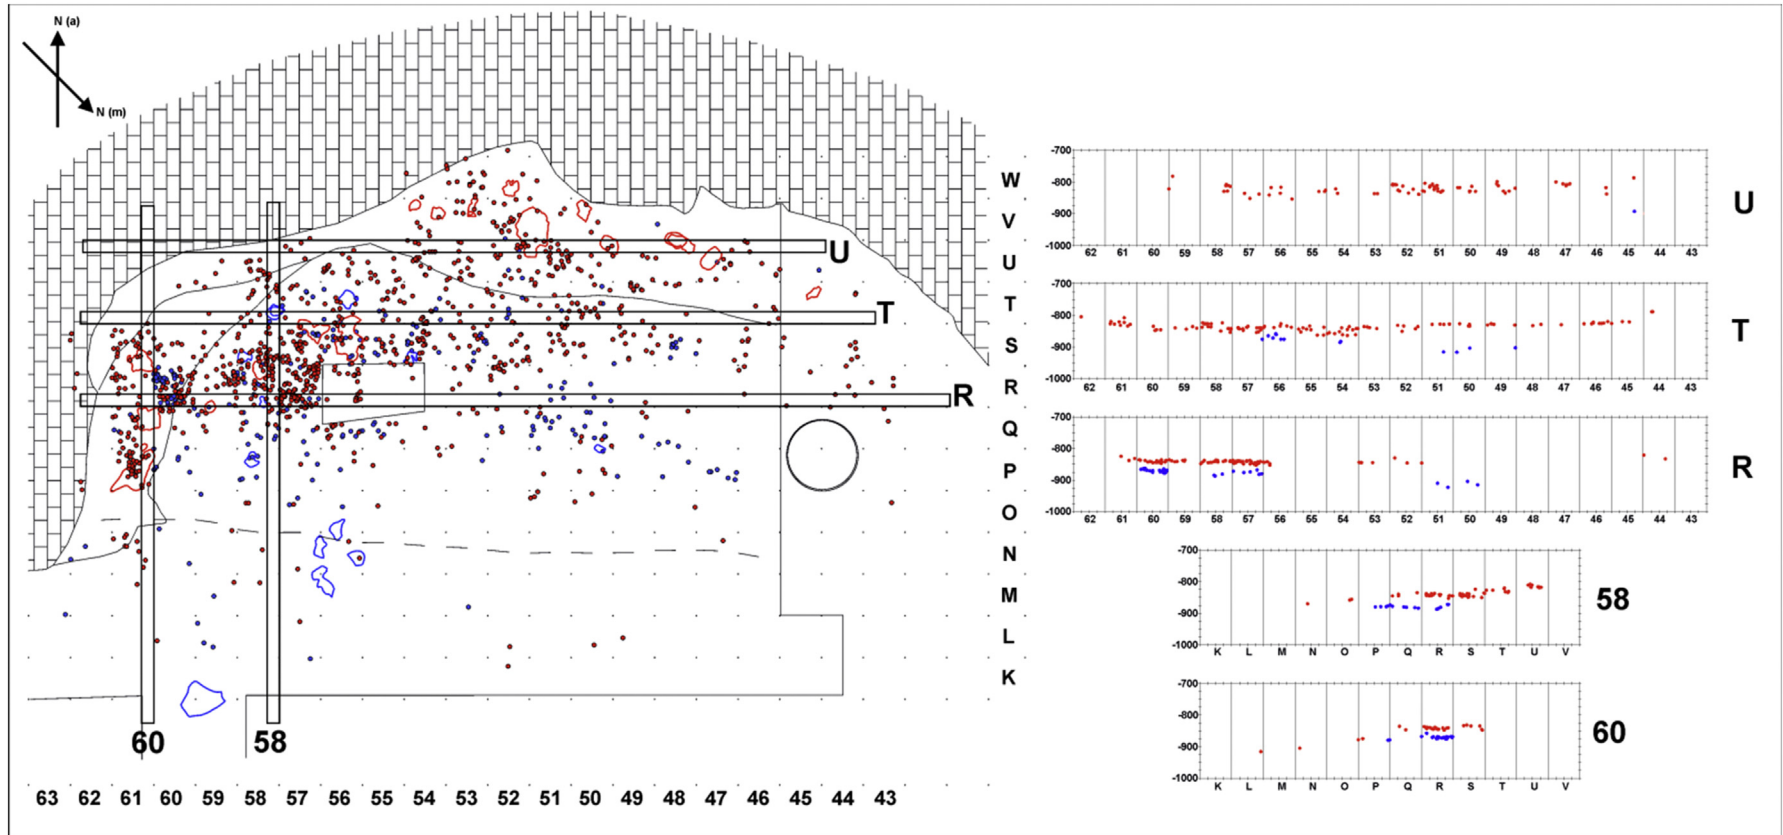 N (a)
N (m)
W
V
U
T
S
R
Q
P
O
N
M
L
K
U
T
R
60
58
63 62 61 60 59 58 57 56 55 54 53 52 51 50 49 48 47 46 45 44 43
-700
-800
-900
-1000
62 61 60 59 58 57 56 55 54 53 52 51 50 49 48 47 46 45 44 43
U
-700
-800
-900
-1000
62 61 60 59 58 57 56 55 54 53 52 51 50 49 48 47 46 45 44 43
T
-700
-800
-900
-1000
62 61 60 59 58 57 56 55 54 53 52 51 50 49 48 47 46 45 44 43
R
-700
-800
-900
-1000
K L M N O P Q R S T U V
58
-700
-800
-900
-1000
K L M N O P Q R S T U V
60